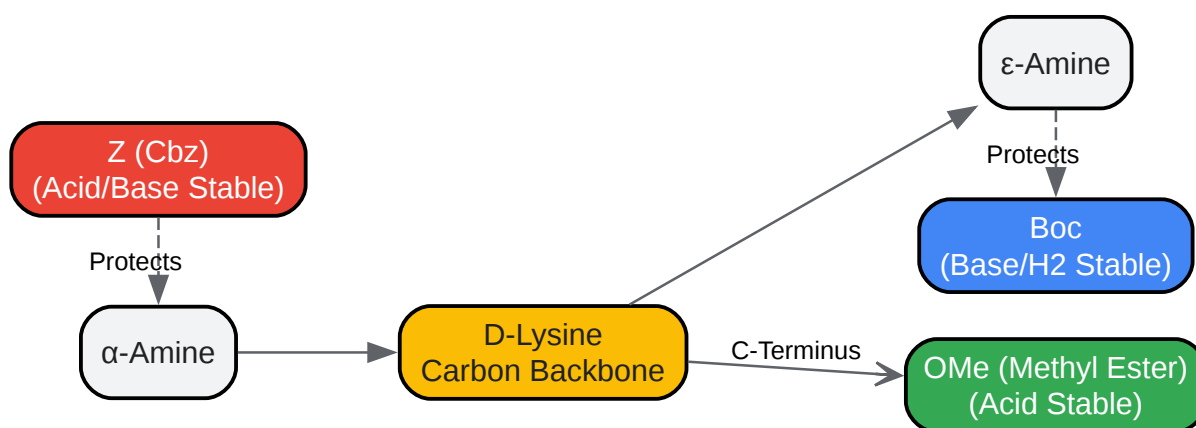 ε-Amine
Z (Cbz)
(Acid/Base Stable)
Protects
Protects
Boc
(Base/H2 Stable)
α-Amine
D-Lysine
Carbon Backbone
C-Terminus
OMe (Methyl Ester)
(Acid Stable)